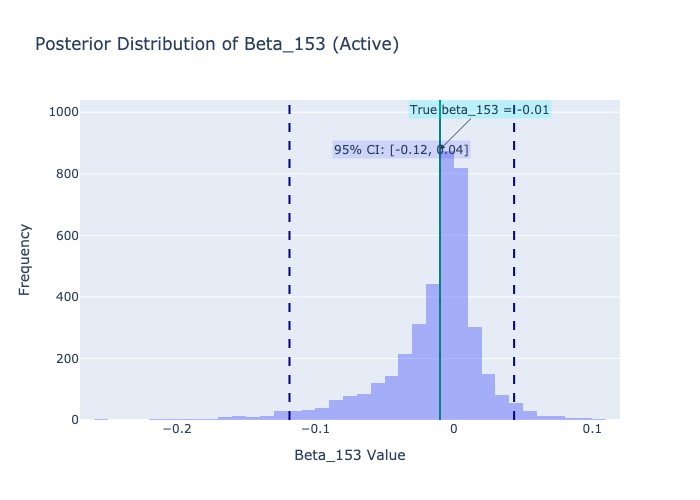 Posterior Distribution of Beta_153 (Active)
True beta_153 = -0.01
95% CI: [-0.12, 0.04]
Frequency
1000
800
600
400
200
0
−0.2
−0.1
0
0.1
Beta_153 Value